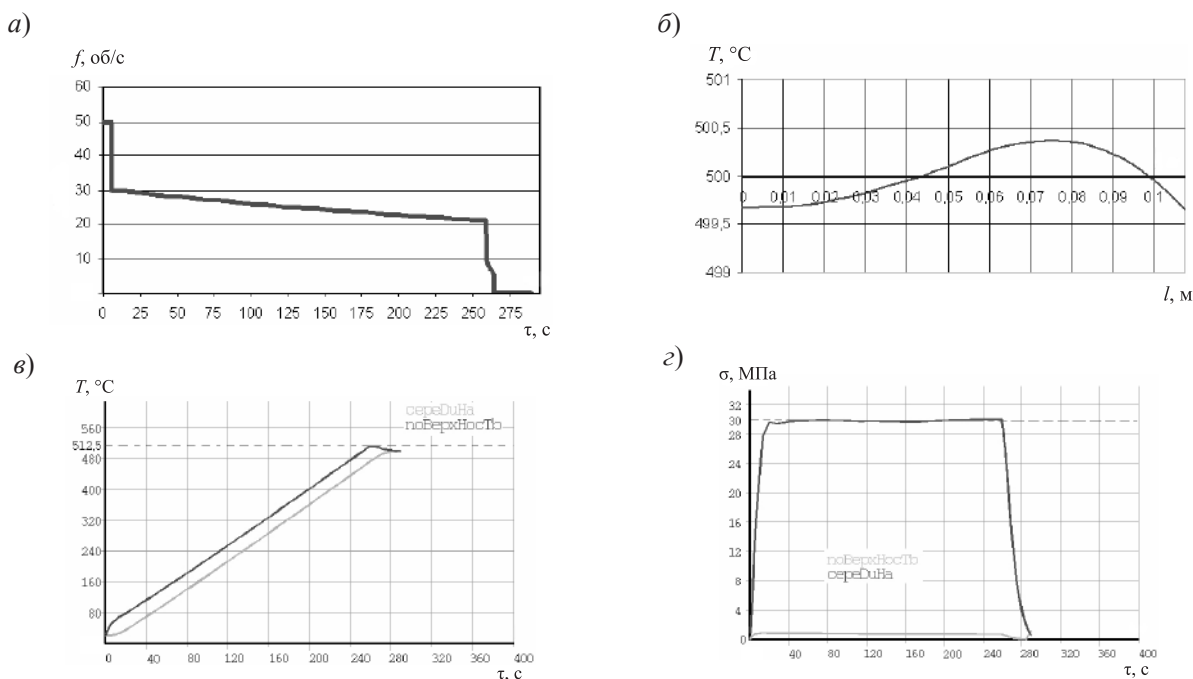 а)
f, об/с
60
50
40
30
20
10
0 25 50 75 100 125 150 175 200 225 250 275
τ, с
б)
T, °C
501
500,5
500
0 0,01 0,02 0,03 0,04 0,05 0,06 0,07 0,08 0,09 0,1
499,5
499
l, м
в)
T, °C
середина
поверхность
560
512,5
480
400
320
240
160
80
0 40 80 120 160 200 240 280 320 360 400
τ, с
г)
σ, МПа
32
30
28
24
20
16
12
поверхность
середина
8
4
0
40 80 120 160 200 240 280 320 360 400
τ, с